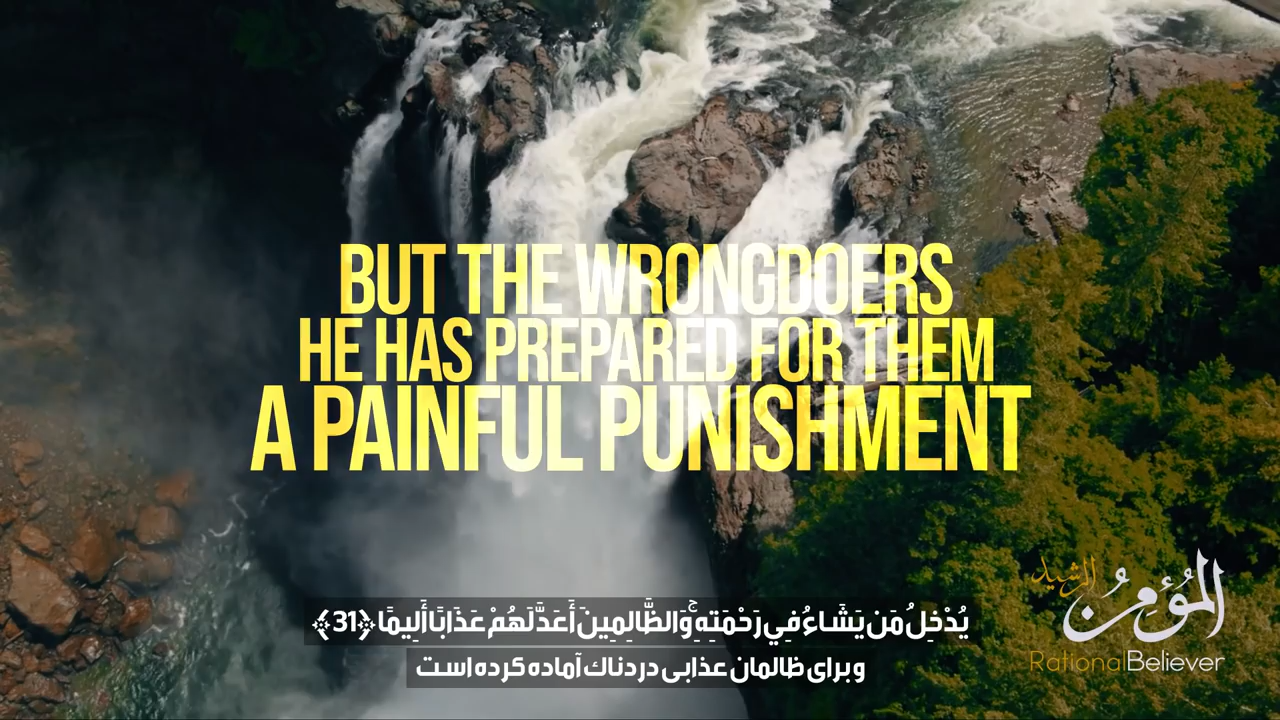 BUT THE WRONGDOERS
HE HAS PREPARED FOR THEM
A PAINFUL PUNISHMENT
يُدْخِلُ مَن يَشَاءُ فِي رَحْمَتِهِ ۚ وَالظَّالِمِينَ أَعَدَّ لَهُمْ عَذَابًا أَلِيمًا ﴿31﴾
و برای ظالمان عذابی دردناک آماده کرده است
المؤمن الرشيد
RationalBeliever